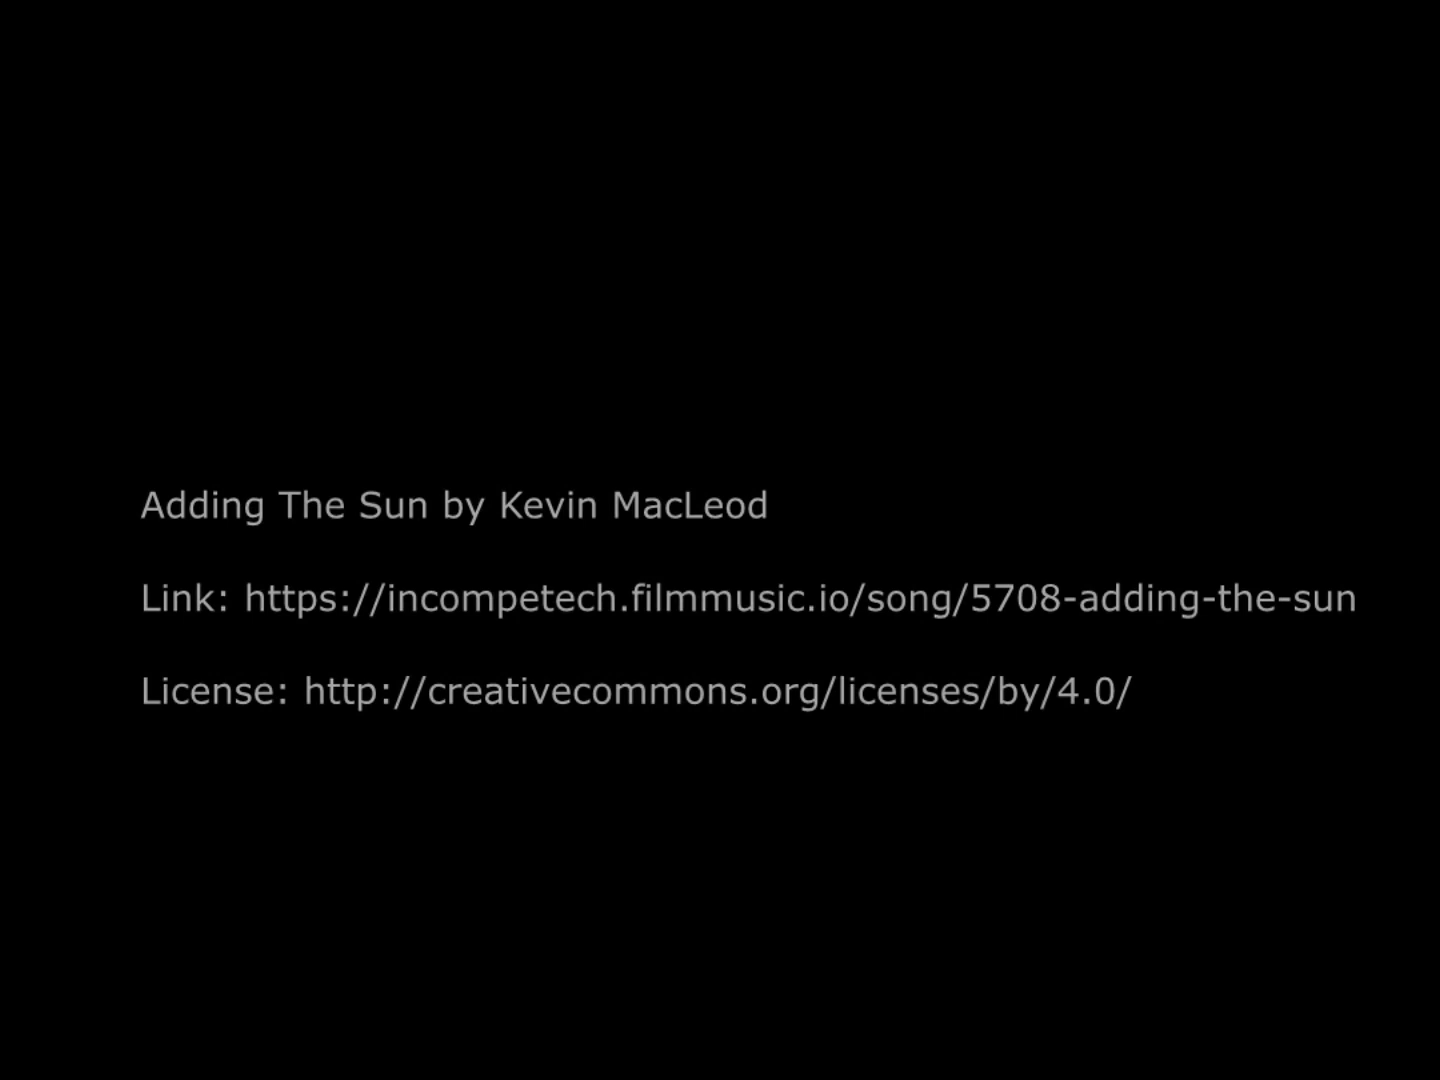 Adding The Sun by Kevin MacLeod
Link: https://incompetech.filmmusic.io/song/5708-adding-the-sun
License: http://creativecommons.org/licenses/by/4.0/